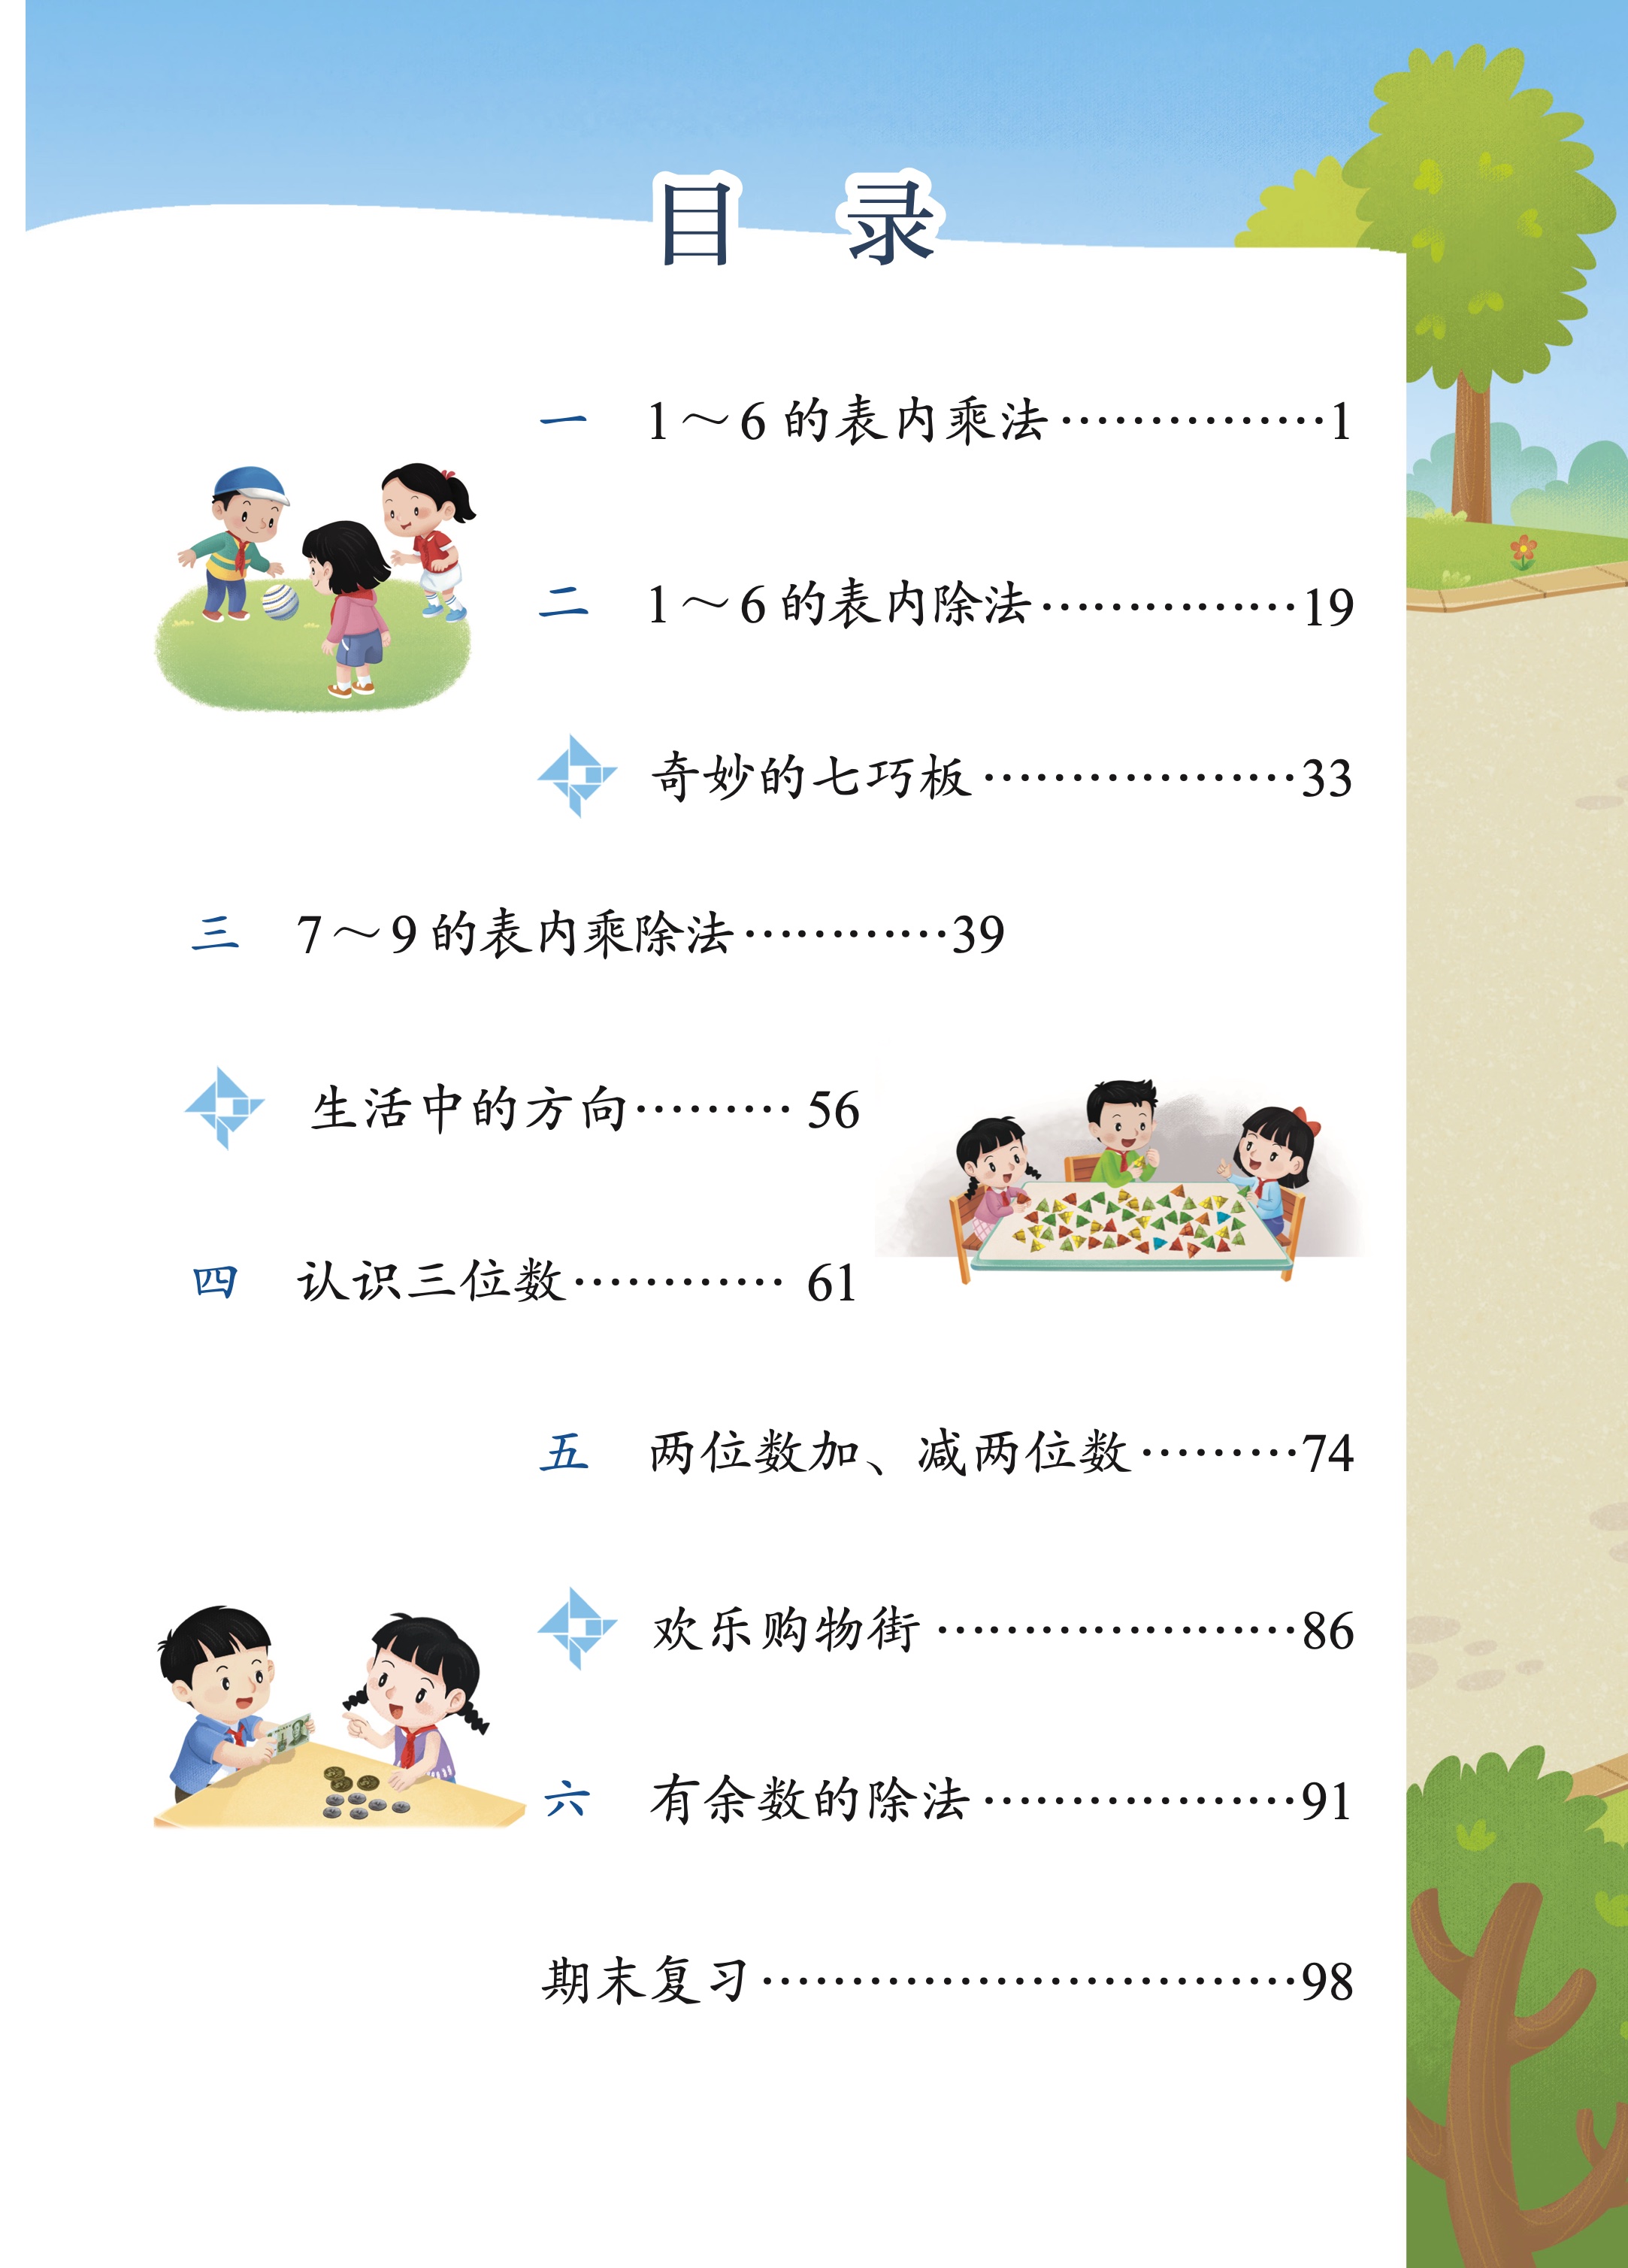 目 录
一 1～6的表内乘法……………1
二 1～6的表内除法……………19
奇妙的七巧板………………33
三 7～9的表内乘除法…………39
生活中的方向……… 56
四 认识三位数………… 61
五 两位数加、减两位数………74
欢乐购物街…………………86
六 有余数的除法………………91
期末复习…………………………98